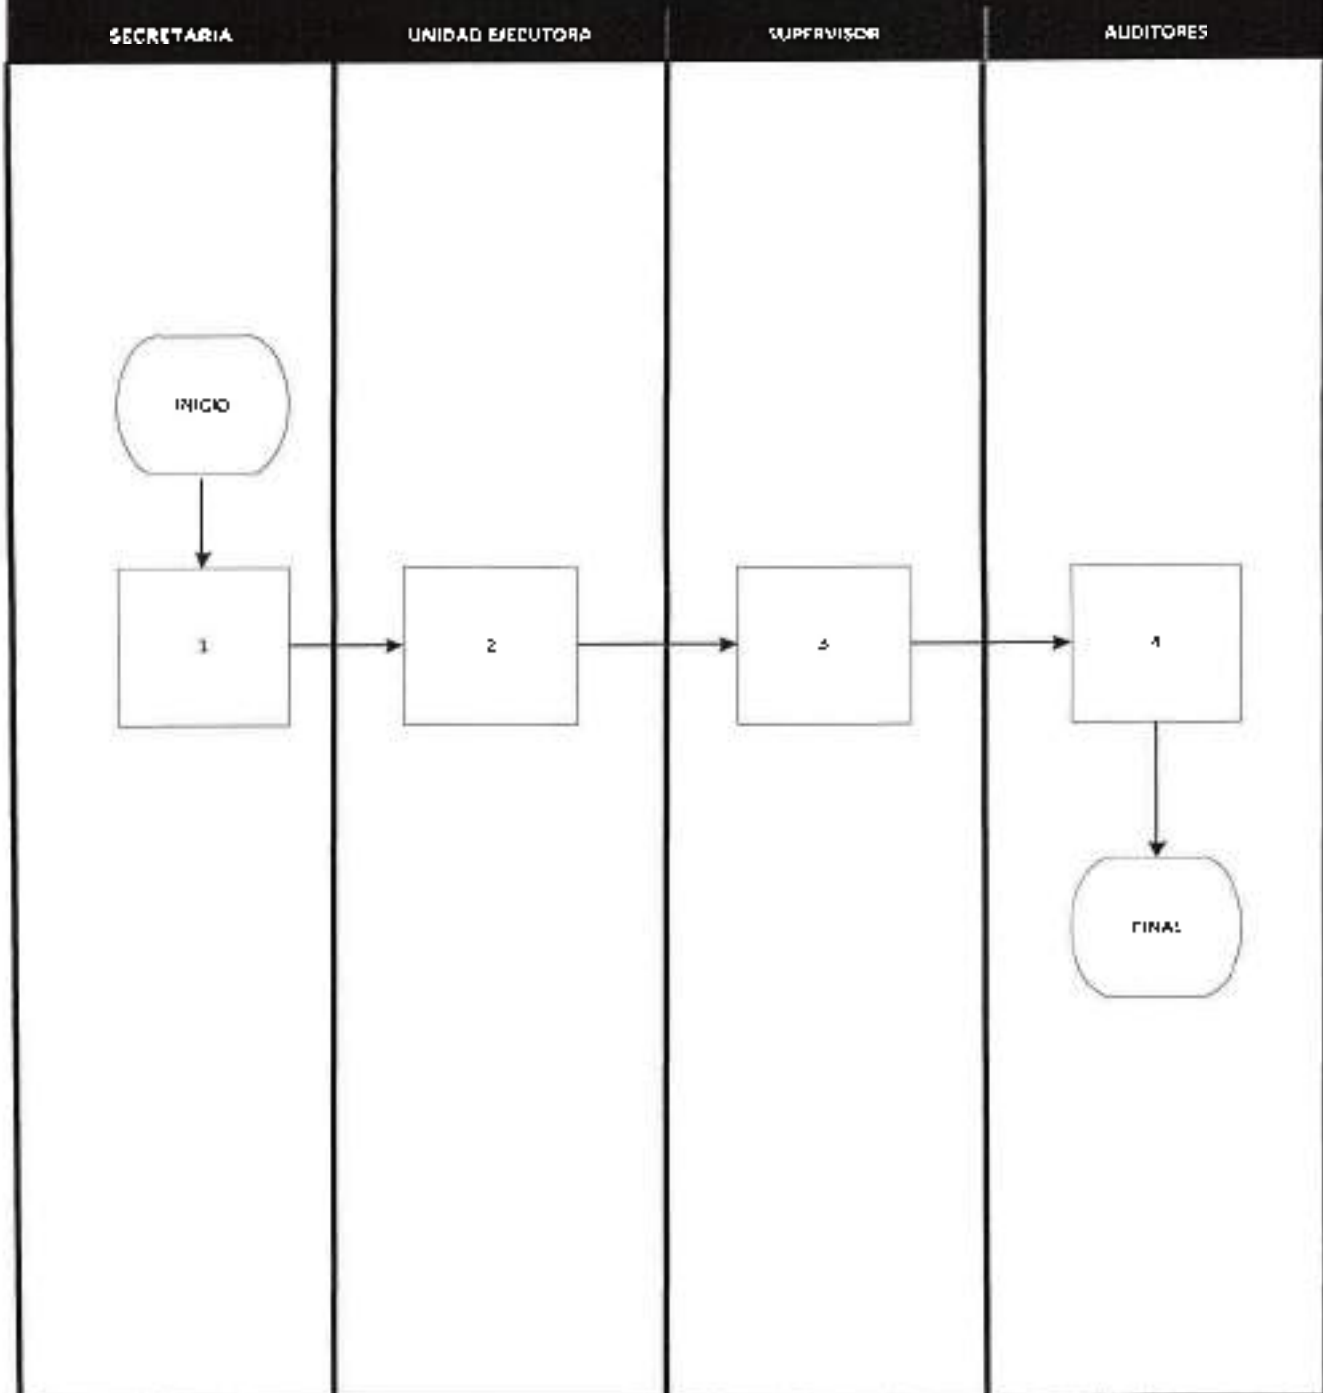 SECRETARIA
UNIDAD EJECUTORA
SUPERVISOR
AUDITORES
INICIO
1
2
3
4
FINAL